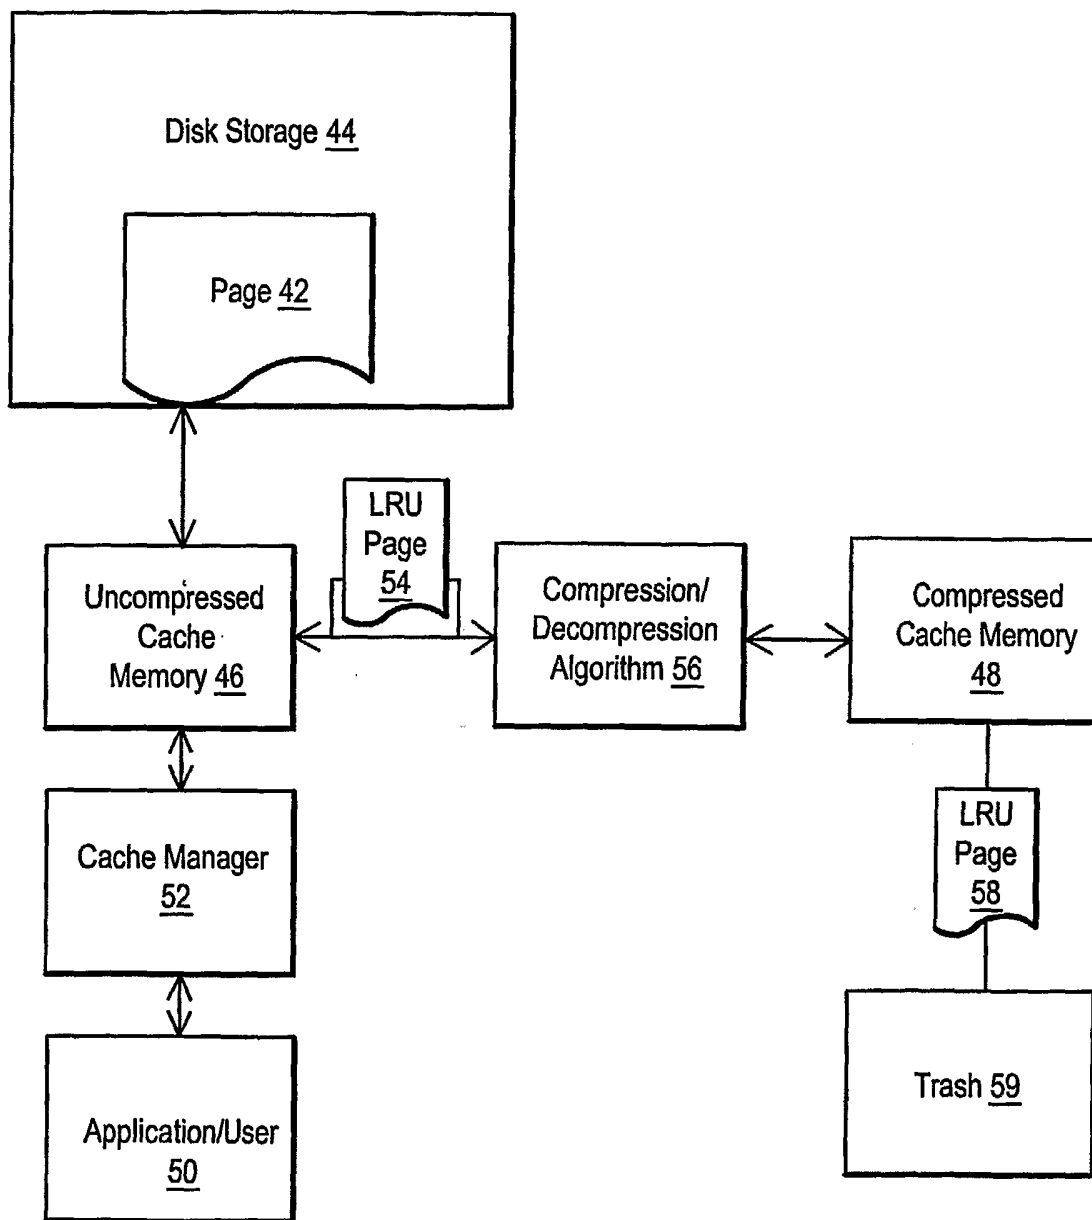 Disk Storage 44
Page 42
LRU
Page
54
Uncompressed
Cache
Memory 46
Compression/
Decompression
Algorithm 56
Compressed
Cache Memory
48
Cache Manager
52
LRU
Page
58
Application/User
50
Trash 59